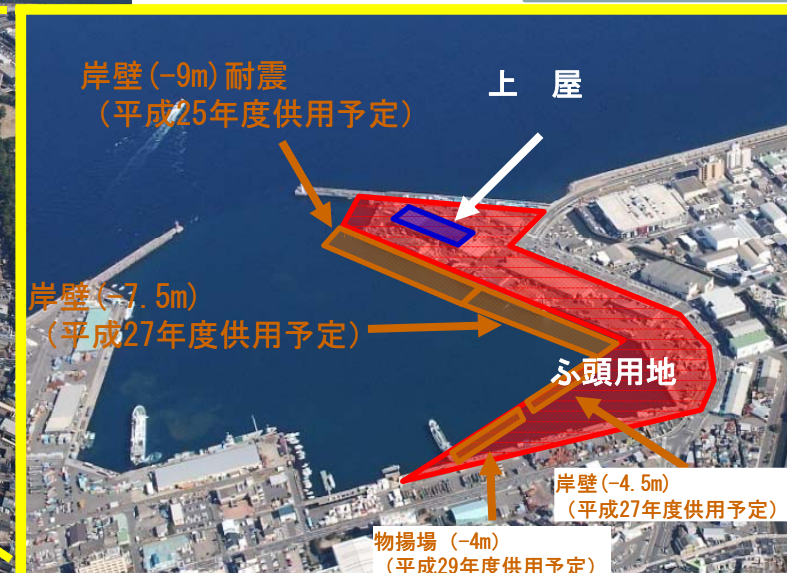 岸壁(-9m)耐震
(平成25年度供用予定)
上 屋
岸壁(-7.5m)
(平成27年度供用予定)
ふ頭用地
岸壁(-4.5m)
(平成27年度供用予定)
物揚場 (-4m)
(平成29年度供用予定)